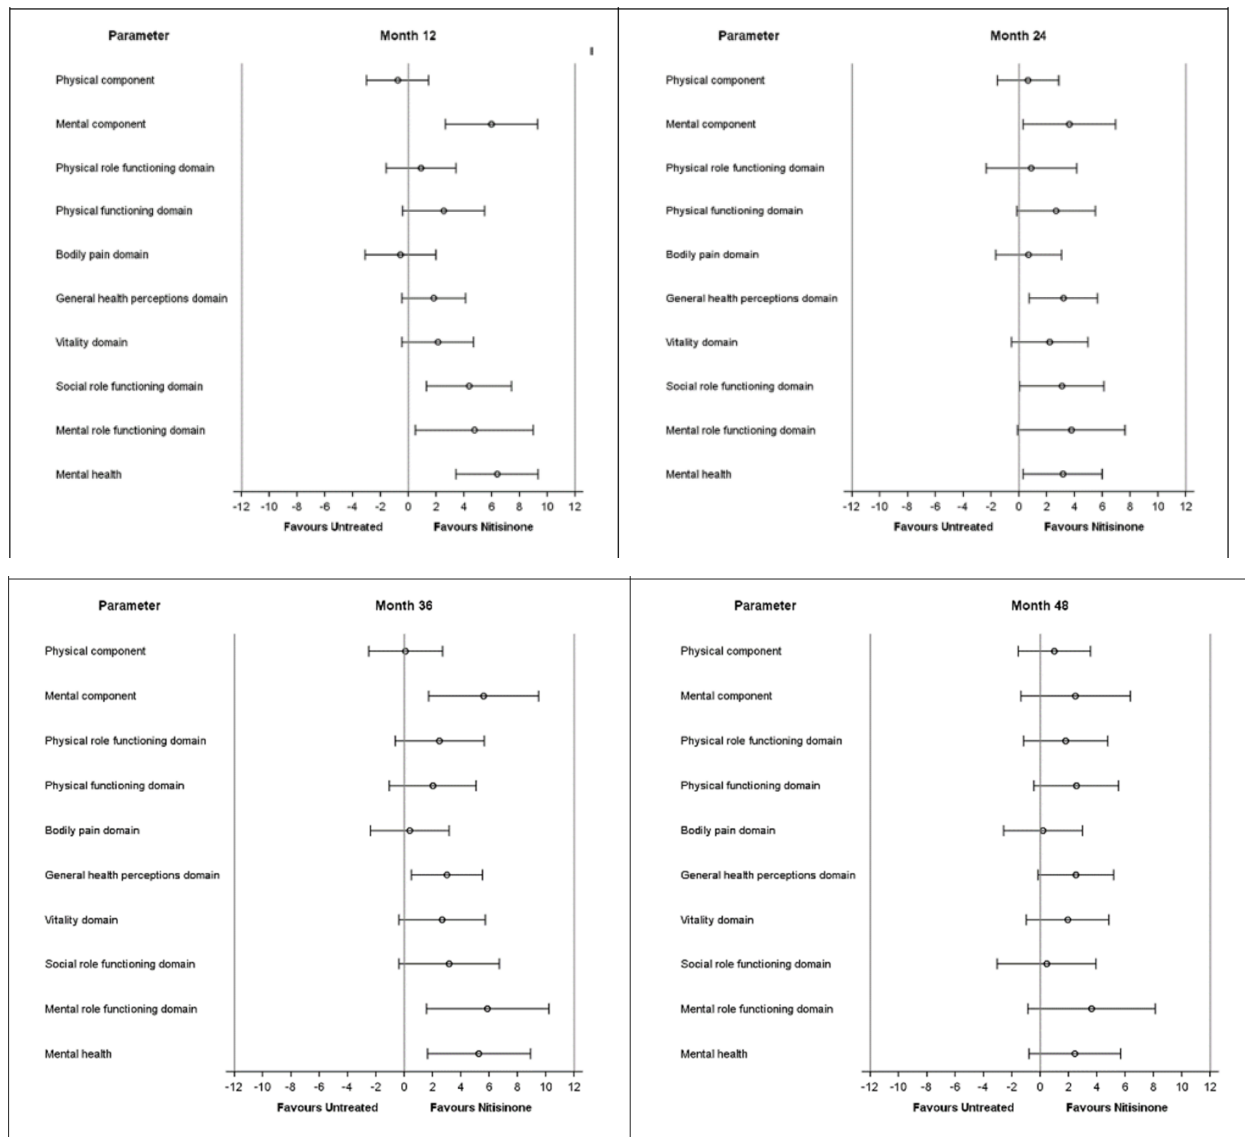 Parameter Month 12
Physical component
Mental component
Physical role functioning domain
Physical functioning domain
Bodily pain domain
General health perceptions domain
Vitality domain
Social role functioning domain
Mental role functioning domain
Mental health
-12 -10 -8 -6 -4 -2 0 2 4 6 8 10 12
Favours Untreated Favours Nitisinone
Parameter Month 24
Physical component
Mental component
Physical role functioning domain
Physical functioning domain
Bodily pain domain
General health perceptions domain
Vitality domain
Social role functioning domain
Mental role functioning domain
Mental health
-12 -10 -8 -6 -4 -2 0 2 4 6 8 10 12
Favours Untreated Favours Nitisinone
Parameter Month 36
Physical component
Mental component
Physical role functioning domain
Physical functioning domain
Bodily pain domain
General health perceptions domain
Vitality domain
Social role functioning domain
Mental role functioning domain
Mental health
-12 -10 -8 -6 -4 -2 0 2 4 6 8 10 12
Favours Untreated Favours Nitisinone
Parameter Month 48
Physical component
Mental component
Physical role functioning domain
Physical functioning domain
Bodily pain domain
General health perceptions domain
Vitality domain
Social role functioning domain
Mental role functioning domain
Mental health
-12 -10 -8 -6 -4 -2 0 2 4 6 8 10 12
Favours Untreated Favours Nitisinone